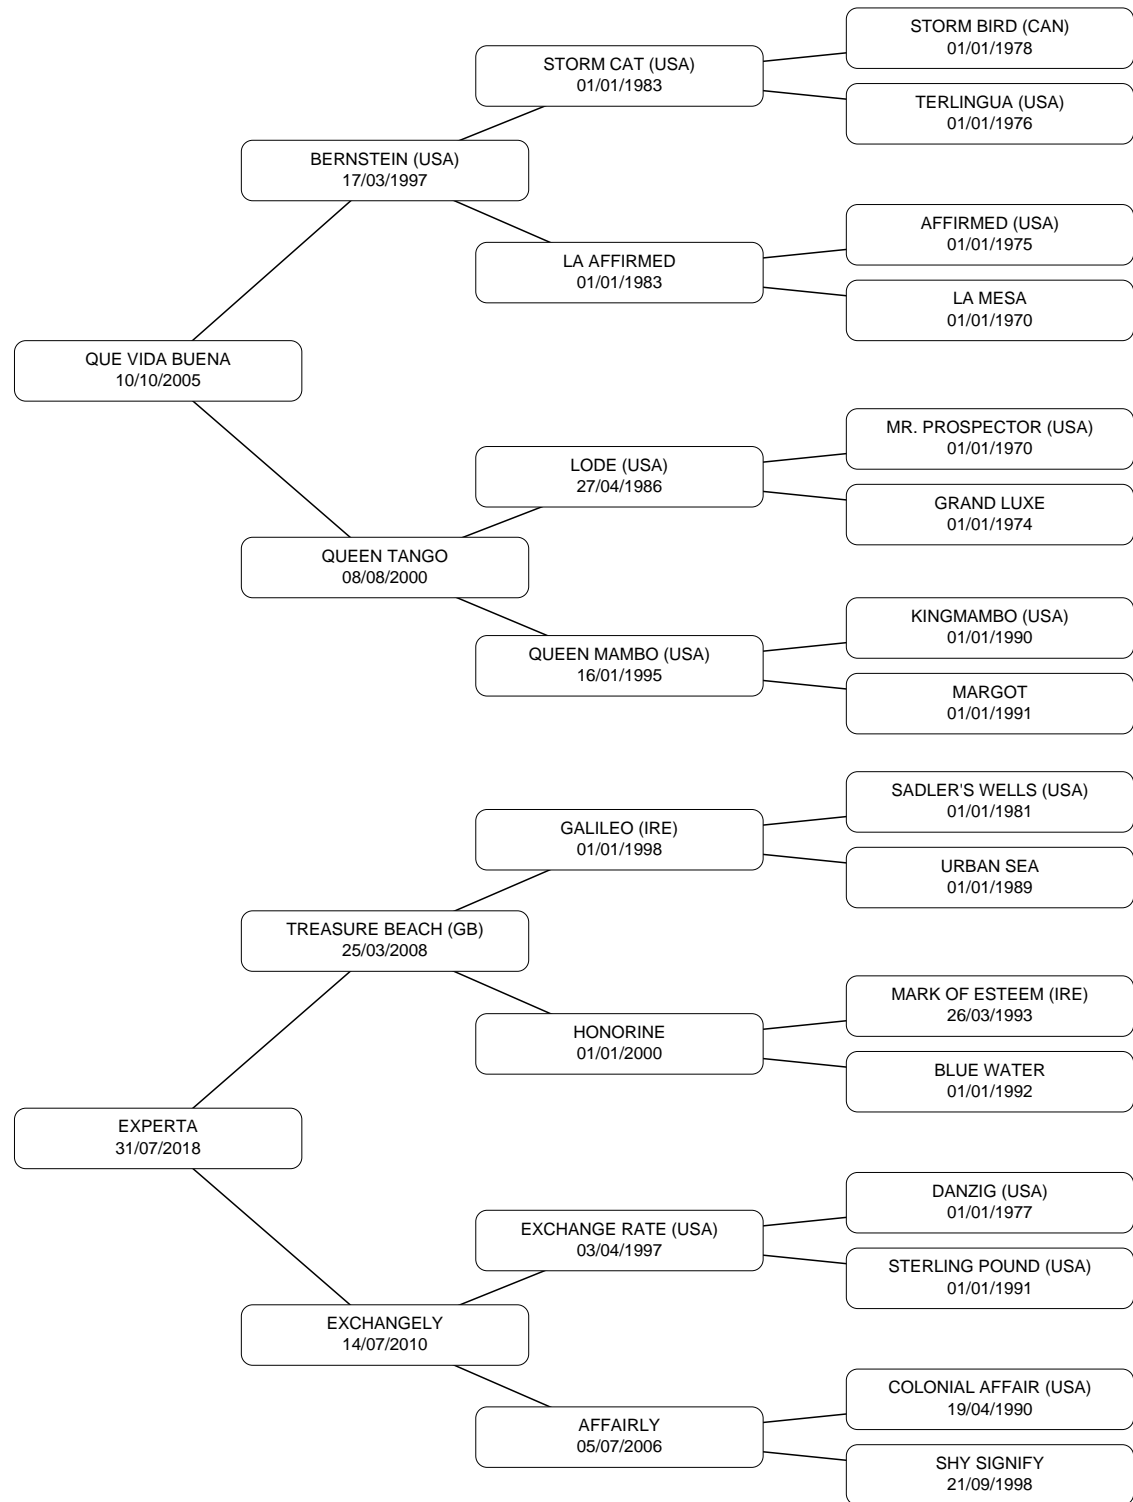 STORM BIRD (CAN)
01/01/1978
STORM CAT (USA)
01/01/1983
TERLINGUA (USA)
01/01/1976
BERNSTEIN (USA)
17/03/1997
AFFIRMED (USA)
01/01/1975
LA AFFIRMED
01/01/1983
LA MESA
01/01/1970
QUE VIDA BUENA
10/10/2005
MR. PROSPECTOR (USA)
01/01/1970
LODE (USA)
27/04/1986
GRAND LUXE
01/01/1974
QUEEN TANGO
08/08/2000
KINGMAMBO (USA)
01/01/1990
QUEEN MAMBO (USA)
16/01/1995
MARGOT
01/01/1991
SADLER'S WELLS (USA)
01/01/1981
GALILEO (IRE)
01/01/1998
URBAN SEA
01/01/1989
TREASURE BEACH (GB)
25/03/2008
MARK OF ESTEEM (IRE)
26/03/1993
HONORINE
01/01/2000
BLUE WATER
01/01/1992
EXPERTA
31/07/2018
DANZIG (USA)
01/01/1977
EXCHANGE RATE (USA)
03/04/1997
STERLING POUND (USA)
01/01/1991
EXCHANGELY
14/07/2010
COLONIAL AFFAIR (USA)
19/04/1990
AFFAIRLY
05/07/2006
SHY SIGNIFY
21/09/1998